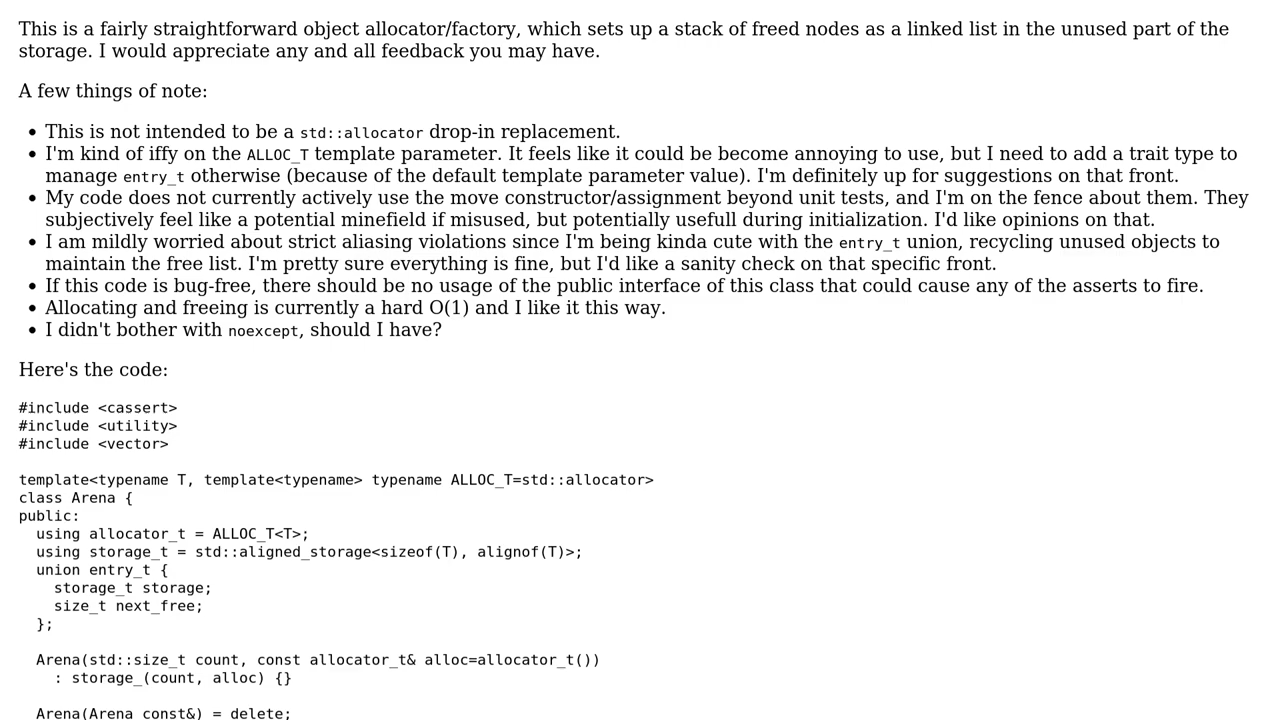 This is a fairly straightforward object allocator/factory, which sets up a stack of freed nodes as a linked list in the unused part of the
storage. I would appreciate any and all feedback you may have.
A few things of note:
• This is not intended to be a std::allocator drop-in replacement.
• I'm kind of iffy on the ALLOC_T template parameter. It feels like it could be become annoying to use, but I need to add a trait type to
manage entry_t otherwise (because of the default template parameter value). I'm definitely up for suggestions on that front.
• My code does not currently actively use the move constructor/assignment beyond unit tests, and I'm on the fence about them. They
subjectively feel like a potential minefield if misused, but potentially usefull during initialization. I'd like opinions on that.
• I am mildly worried about strict aliasing violations since I'm being kinda cute with the entry_t union, recycling unused objects to
maintain the free list. I'm pretty sure everything is fine, but I'd like a sanity check on that specific front.
• If this code is bug-free, there should be no usage of the public interface of this class that could cause any of the asserts to fire.
• Allocating and freeing is currently a hard O(1) and I like it this way.
• I didn't bother with noexcept, should I have?
Here's the code:
#include <cassert>
#include <utility>
#include <vector>
template<typename T, template<typename> typename ALLOC_T=std::allocator>
class Arena {
public:
  using allocator_t = ALLOC_T<T>;
  using storage_t = std::aligned_storage<sizeof(T), alignof(T)>;
  union entry_t {
    storage_t storage;
    size_t next_free;
  };
  Arena(std::size_t count, const allocator_t& alloc=allocator_t())
    : storage_(count, alloc) {}
  Arena(Arena const&) = delete;